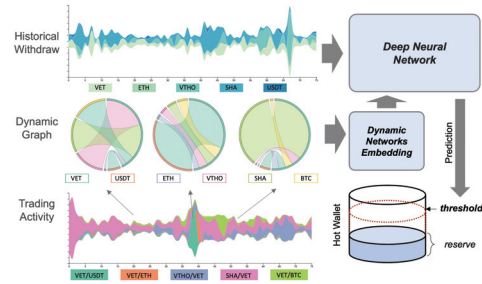 Historical
Withdraw
VET
ETH
VTHO
SHA
USDT
Deep Neural
Network
Dynamic
Graph
VET
USDT
ETH
VTHO
SHA
BTC
Dynamic
Networks
Embedding
Prediction
Trading
Activity
VET/USDT
VET/ETH
VTHO/VET
SHA/VET
VET/BTC
Hot Wallet
threshold
reserve